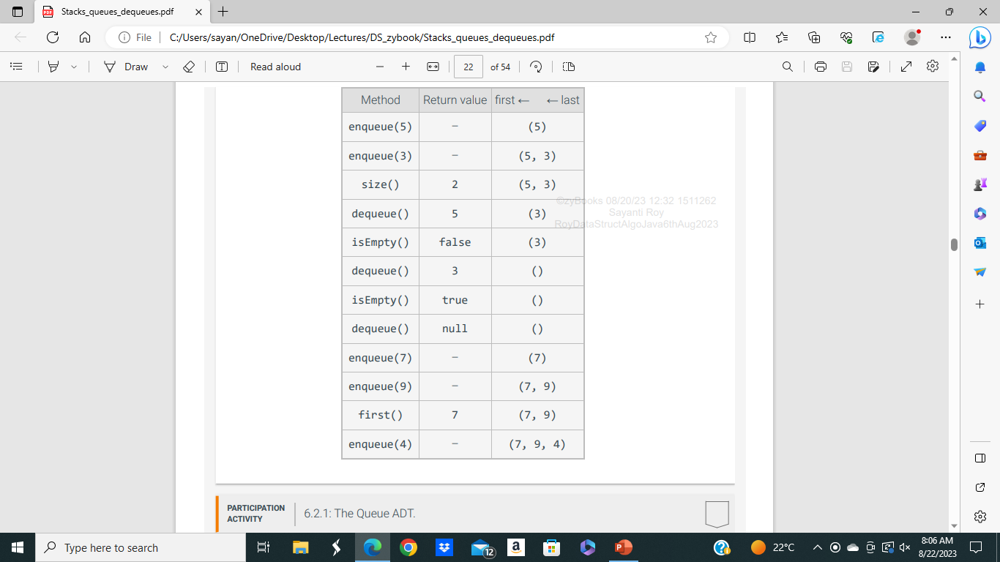 Stacks_queues_dequeues.pdf
File C:/Users/sayan/OneDrive/Desktop/Lectures/DS_zybook/Stacks_queues_dequeues.pdf
Draw Read aloud 22 of 54
Method Return value first ← ← last
enqueue(5) – (5)
enqueue(3) – (5, 3)
size() 2 (5, 3)
©zyBooks 08/20/23 12:32 1511262
Sayanti Roy
RoyDataStructAlgoJava6thAug2023
dequeue() 5 (3)
isEmpty() false (3)
dequeue() 3 ()
isEmpty() true ()
dequeue() null ()
enqueue(7) – (7)
enqueue(9) – (7, 9)
first() 7 (7, 9)
enqueue(4) – (7, 9, 4)
PARTICIPATION
ACTIVITY
6.2.1: The Queue ADT.
Type here to search
12
22°C
8:06 AM
8/22/2023